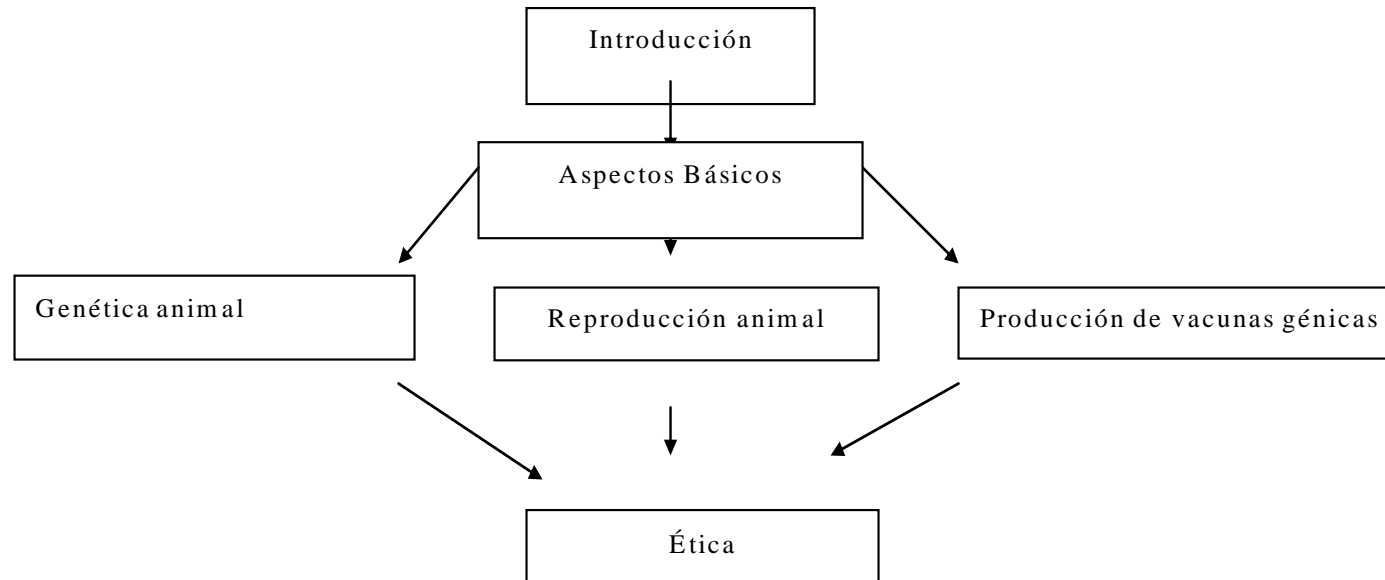 Introducción
Aspectos Básicos
Genética animal
Reproducción animal
Producción de vacunas génicas
Ética